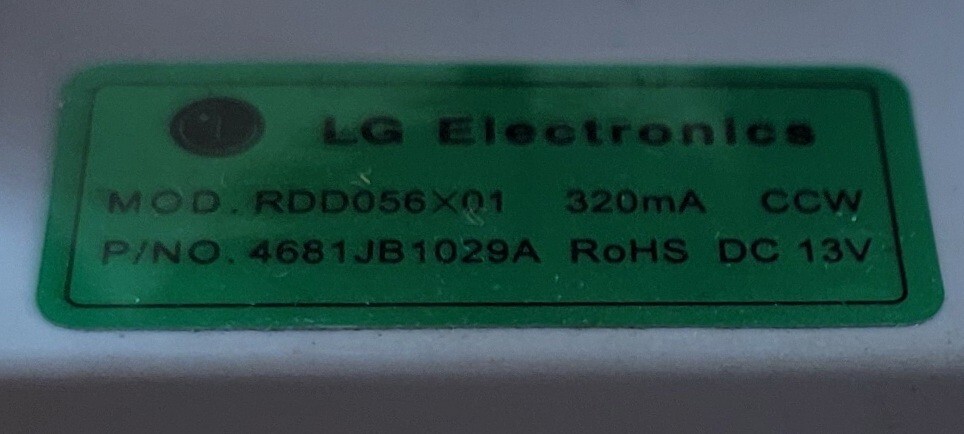 LG Electronics
MOD. RDD056X01 320mA CCW
P/NO. 4681JB1029A RoHS DC 13V